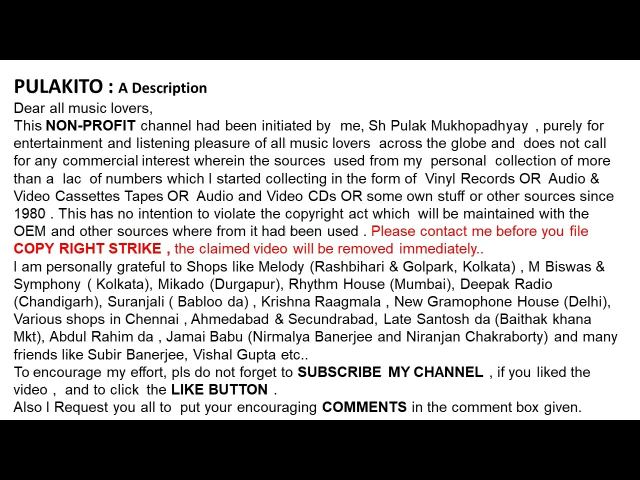 PULAKITO : A Description
Dear all music lovers,
This NON-PROFIT channel had been initiated by me, Sh Pulak Mukhopadhyay , purely for
entertainment and listening pleasure of all music lovers across the globe and does not call
for any commercial interest wherein the sources used from my personal collection of more
than a lac of numbers which I started collecting in the form of Vinyl Records OR Audio &
Video Cassettes Tapes OR Audio and Video CDs OR some own stuff or other sources since
1980 . This has no intention to violate the copyright act which will be maintained with the
OEM and other sources where from it had been used . Please contact me before you file
COPY RIGHT STRIKE , the claimed video will be removed immediately..
I am personally grateful to Shops like Melody (Rashbihari & Golpark, Kolkata) , M Biswas &
Symphony ( Kolkata), Mikado (Durgapur), Rhythm House (Mumbai), Deepak Radio
(Chandigarh), Suranjali ( Babloo da) , Krishna Raagmala , New Gramophone House (Delhi),
Various shops in Chennai , Ahmedabad & Secundrabad, Late Santosh da (Baithak khana
Mkt), Abdul Rahim da , Jamai Babu (Nirmalya Banerjee and Niranjan Chakraborty) and many
friends like Subir Banerjee, Vishal Gupta etc..
To encourage my effort, pls do not forget to SUBSCRIBE MY CHANNEL , if you liked the
video , and to click the LIKE BUTTON .
Also I Request you all to put your encouraging COMMENTS in the comment box given.